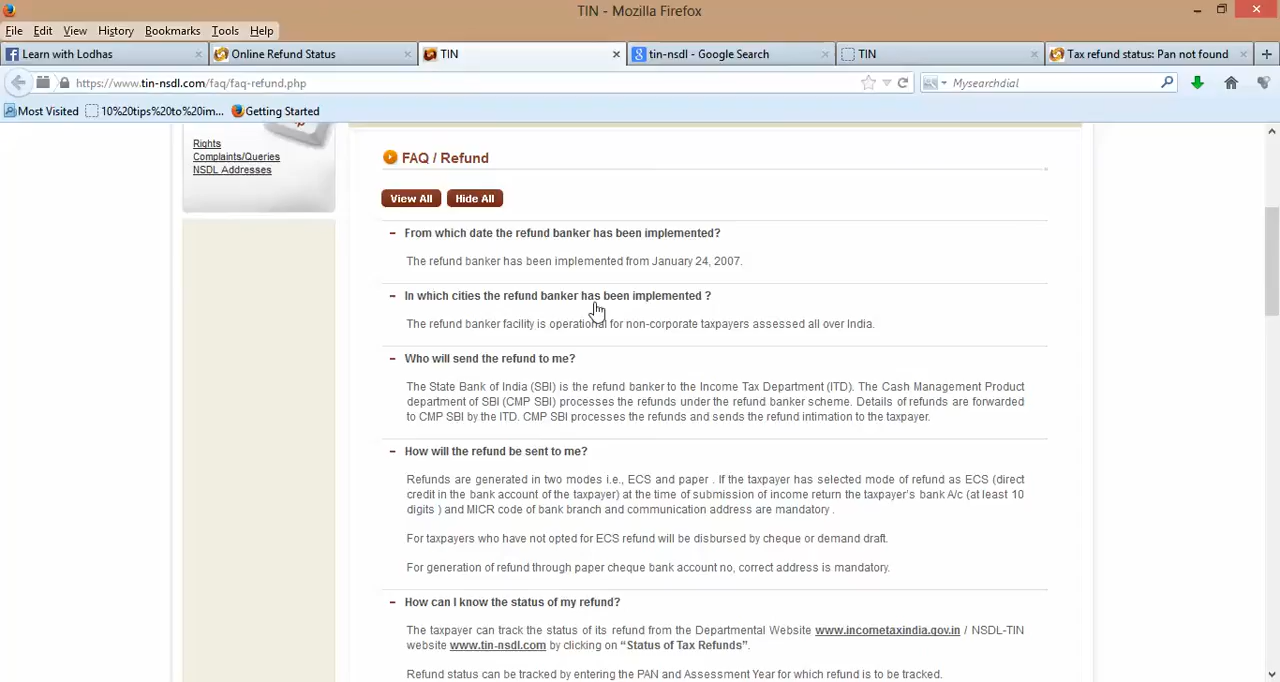 TIN - Mozilla Firefox
File Edit View History Bookmarks Tools Help
Learn with Lodhas × Online Refund Status × TIN × tin-nsdl - Google Search × TIN × Tax refund status: Pan not found × +
https://www.tin-nsdl.com/faq/faq-refund.php Mysearchdial
Most Visited 10%20tips%20to%20im... Getting Started
Rights
Complaints/Queries
NSDL Addresses
FAQ / Refund
View All Hide All
From which date the refund banker has been implemented?
The refund banker has been implemented from January 24, 2007.
In which cities the refund banker has been implemented ?
The refund banker facility is operational for non-corporate taxpayers assessed all over India.
Who will send the refund to me?
The State Bank of India (SBI) is the refund banker to the Income Tax Department (ITD). The Cash Management Product
department of SBI (CMP SBI) processes the refunds under the refund banker scheme. Details of refunds are forwarded
to CMP SBI by the ITD. CMP SBI processes the refunds and sends the refund intimation to the taxpayer.
How will the refund be sent to me?
Refunds are generated in two modes i.e., ECS and paper . If the taxpayer has selected mode of refund as ECS (direct
credit in the bank account of the taxpayer) at the time of submission of income return the taxpayer's bank A/c (at least 10
digits ) and MICR code of bank branch and communication address are mandatory .
For taxpayers who have not opted for ECS refund will be disbursed by cheque or demand draft.
For generation of refund through paper cheque bank account no, correct address is mandatory.
How can I know the status of my refund?
The taxpayer can track the status of its refund from the Departmental Website www.incometaxindia.gov.in / NSDL-TIN
website www.tin-nsdl.com by clicking on “Status of Tax Refunds”.
Refund status can be tracked by entering the PAN and Assessment Year for which refund is to be tracked.